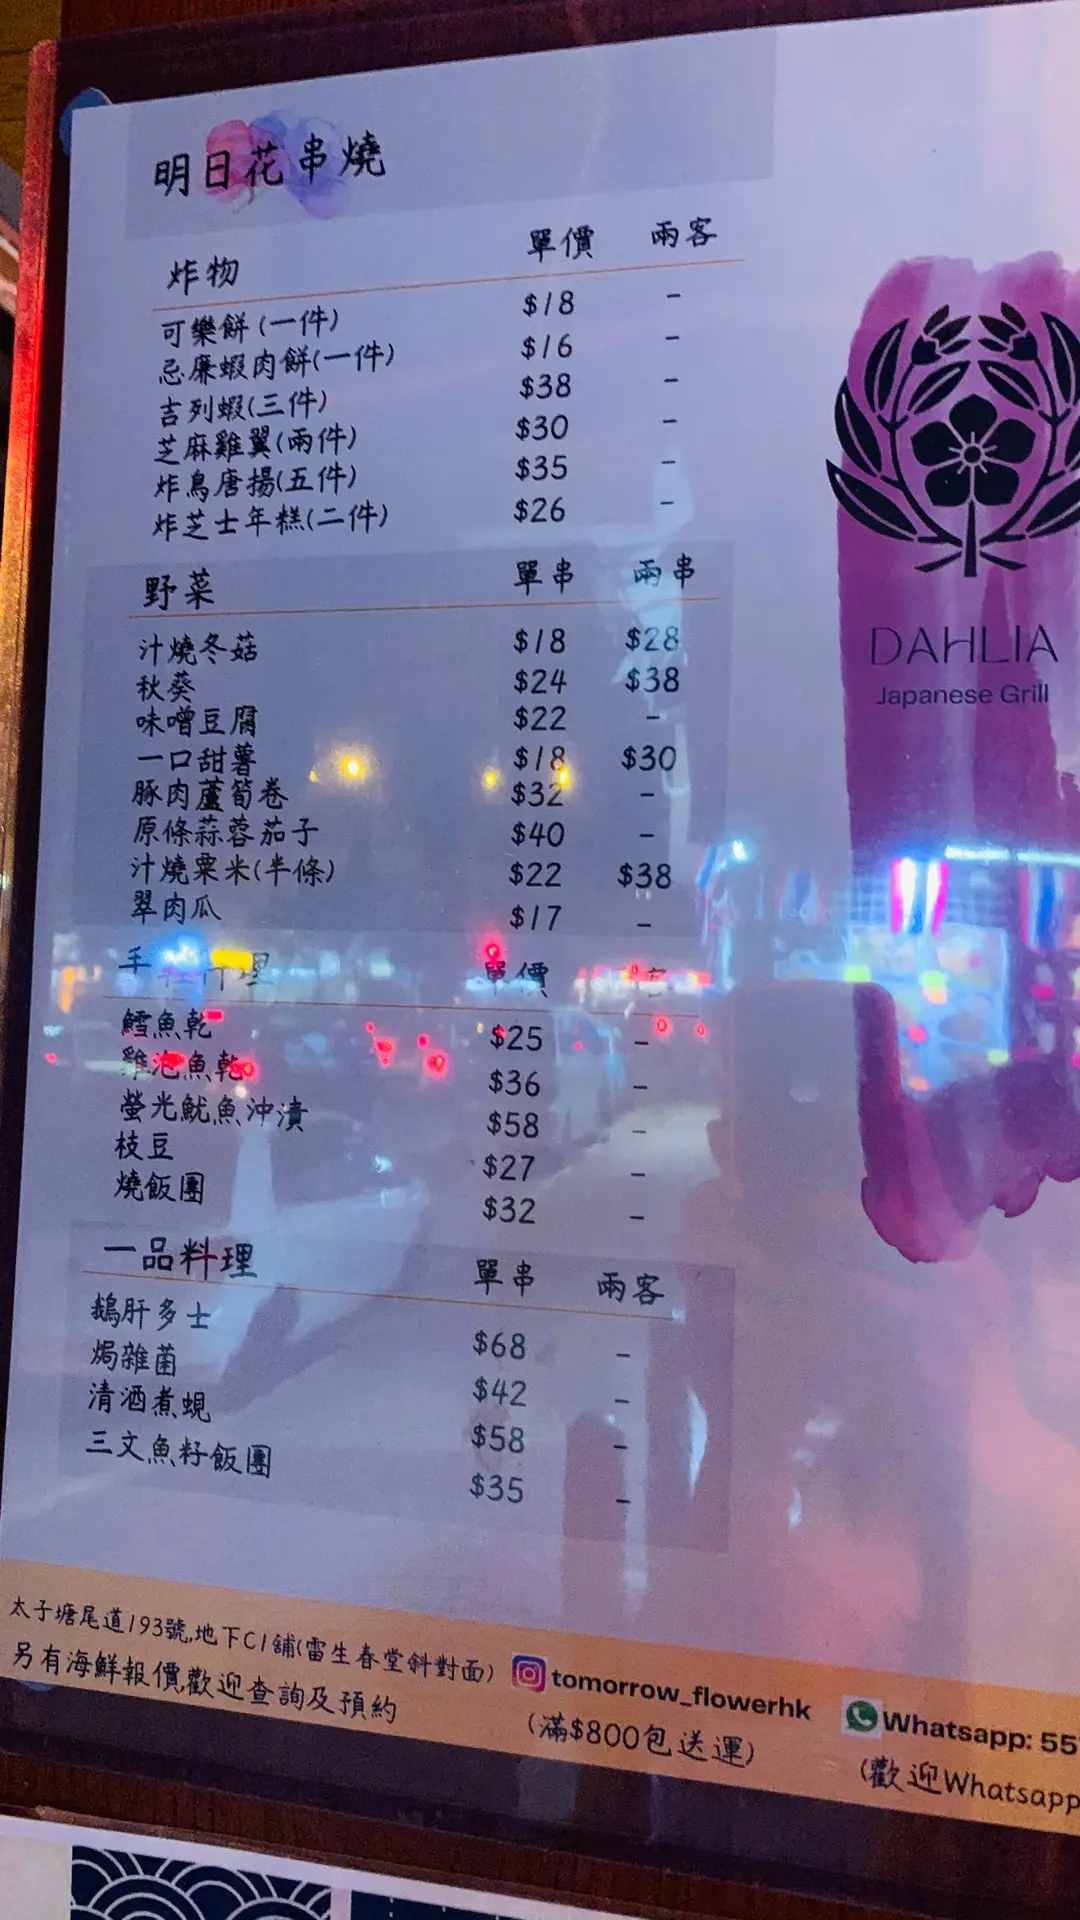 明日花串燒
炸物 單價 兩客
可樂餅(一件) $18 -
忌廉蝦肉餅(一件) $16 -
吉列蝦(三件) $38 -
芝麻雞翼(兩件) $30 -
炸鳥唐揚(五件) $35 -
炸芝士年糕(二件) $26 -
野菜 單串 兩串
汁燒冬菇 $18 $28
秋葵 $24 $38
味噌豆腐 $22 -
一口甜薯 $18 $30
豚肉蘆筍卷 $32 -
原條蒜蓉茄子 $40 -
汁燒粟米(半條) $22 $38
翠肉瓜 $17 -
手 理 單價 客
鱈魚乾 $25 -
雞泡魚乾 $36 -
螢光魷魚沖漬 $58 -
枝豆 $27 -
燒飯團 $32 -
一品料理 單串 兩客
鵝肝多士 $68 -
焗雜菌 $42 -
清酒煮蜆 $58 -
三文魚籽飯團 $35 -
DAHLIA
Japanese Grill
太子塘尾道193號,地下C1舖(雷生春堂斜對面)
另有海鮮報價歡迎查詢及預約
tomorrow_flowerhk
(滿$800包送運)
Whatsapp: 55
(歡迎Whatsapp